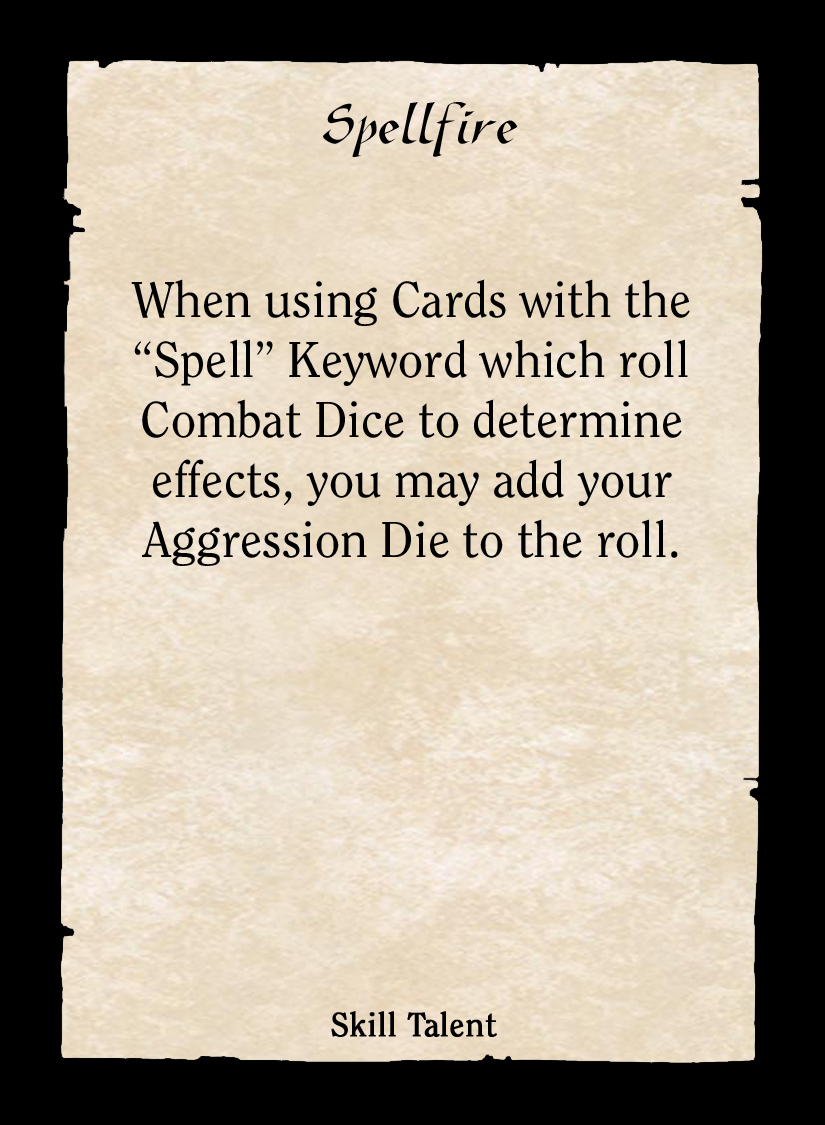 Spellfire
When using Cards with the
“Spell” Keyword which roll
Combat Dice to determine
effects, you may add your
Aggression Die to the roll.
Skill Talent